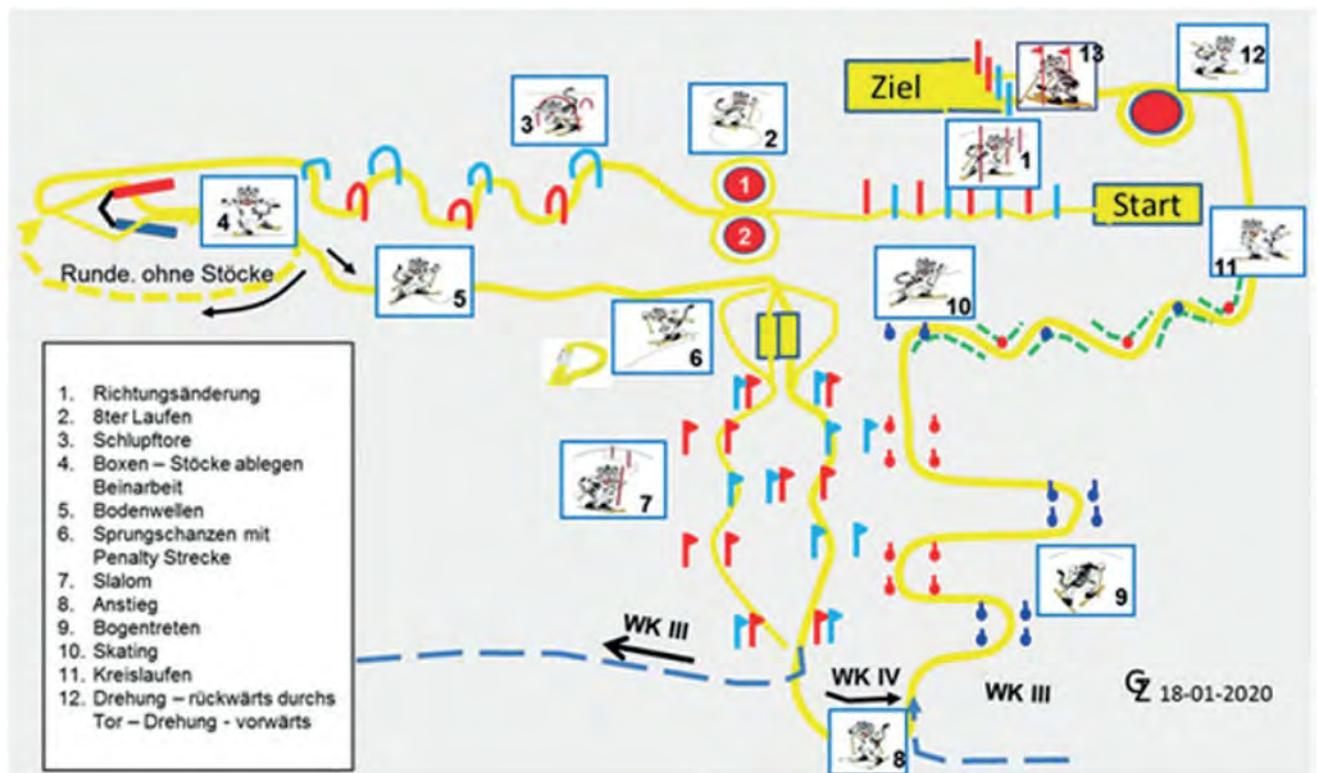 13
12
Ziel
3
2
1
1
Start
4
2
11
Runde. ohne Stöcke
5
10
6
1. Richtungsänderung
2. 8ter Laufen
3. Schlupftore
4. Boxen – Stöcke ablegen
Beinarbeit
5. Bodenwellen
6. Sprungschanzen mit
Penalty Strecke
7. Slalom
8. Anstieg
9. Bogentreten
10. Skating
11. Kreislaufen
12. Drehung – rückwärts durchs
Tor – Drehung - vorwärts
7
9
WK III
WK IV
WK III
GZ 18-01-2020
8